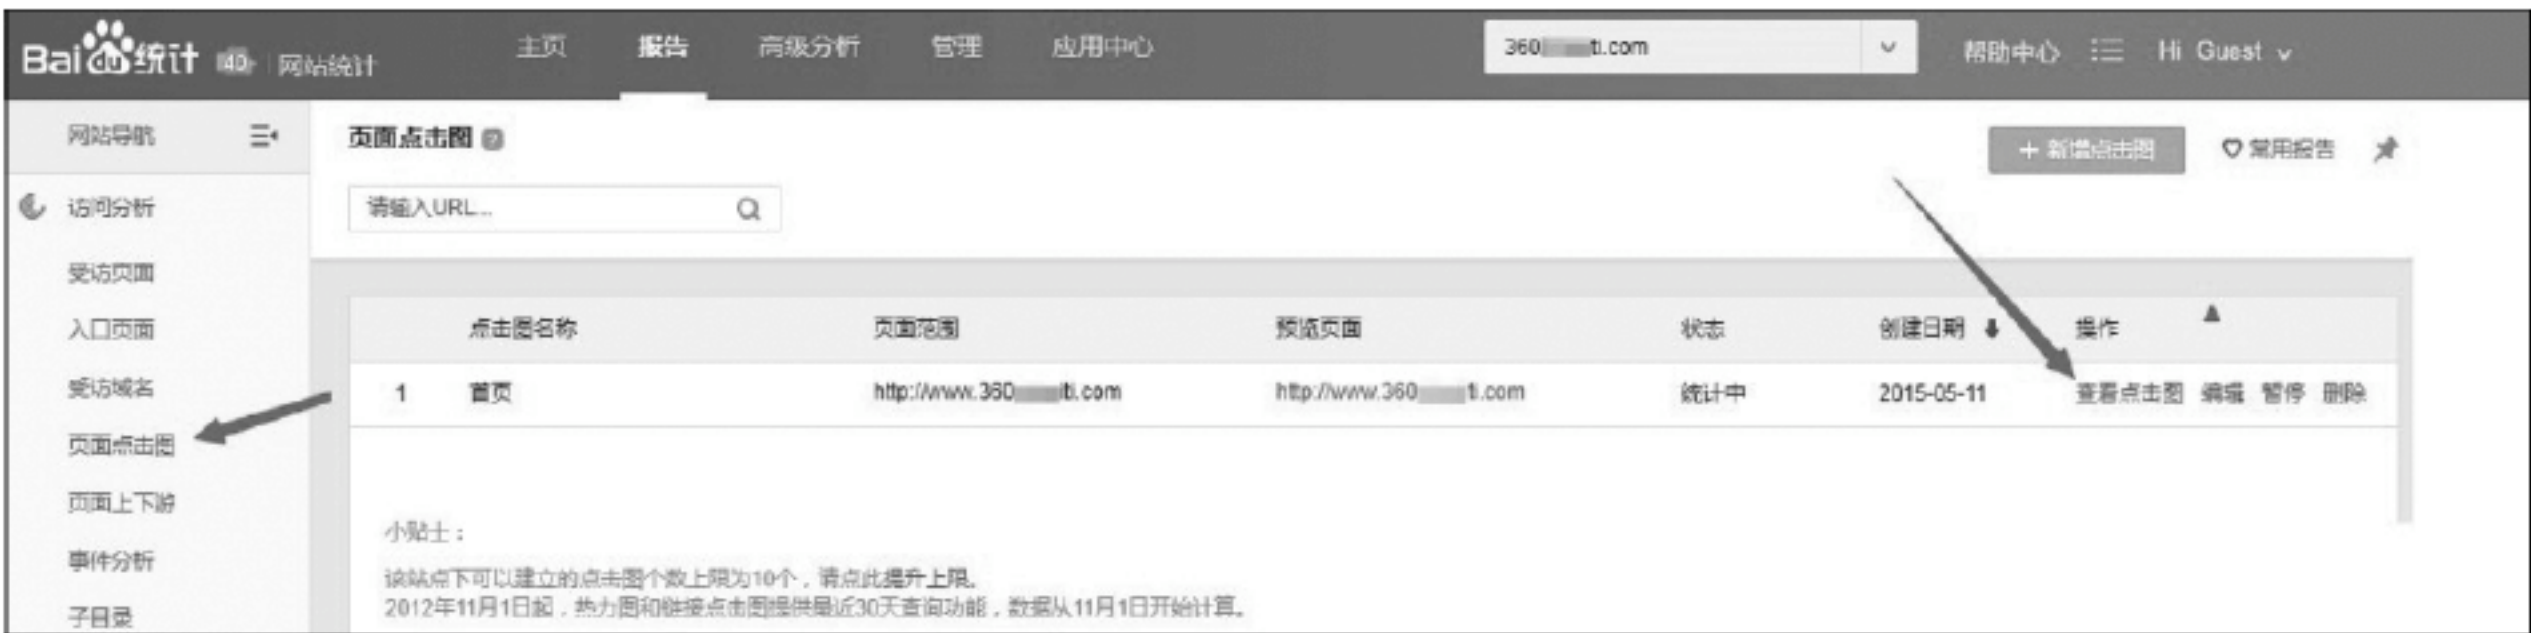 Baidu统计 网站统计 主页 报告 高级分析 管理 应用中心 360 ti.com 帮助中心 Hi Guest
网站导航
访问分析
受访页面
入口页面
受访域名
页面点击图
页面上下游
事件分析
子目录
页面点击图 ?
+ 新增点击图 常用报告
请输入URL...
点击图名称 页面范围 预览页面 状态 创建日期 操作
1 首页 http://www.360 iti.com http://www.360 ti.com 统计中 2015-05-11 查看点击图 编辑 暂停 删除
小贴士：
该站点下可以建立的点击图个数上限为10个，请点此提升上限。
2012年11月1日起，热力图和链接点击图提供最近30天查询功能，数据从11月1日开始计算。